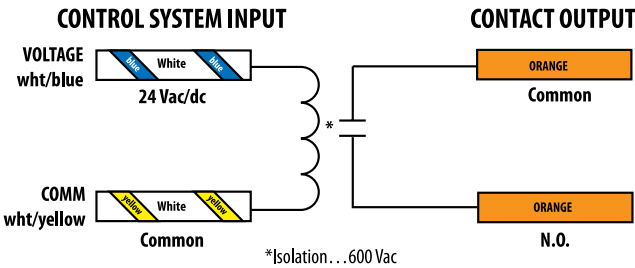 CONTROL SYSTEM INPUT
CONTACT OUTPUT
VOLTAGE
wht/blue
blue White blue
24 Vac/dc
ORANGE
Common
*
COMM
wht/yellow
yellow White yellow
Common
ORANGE
N.O.
*Isolation...600 Vac